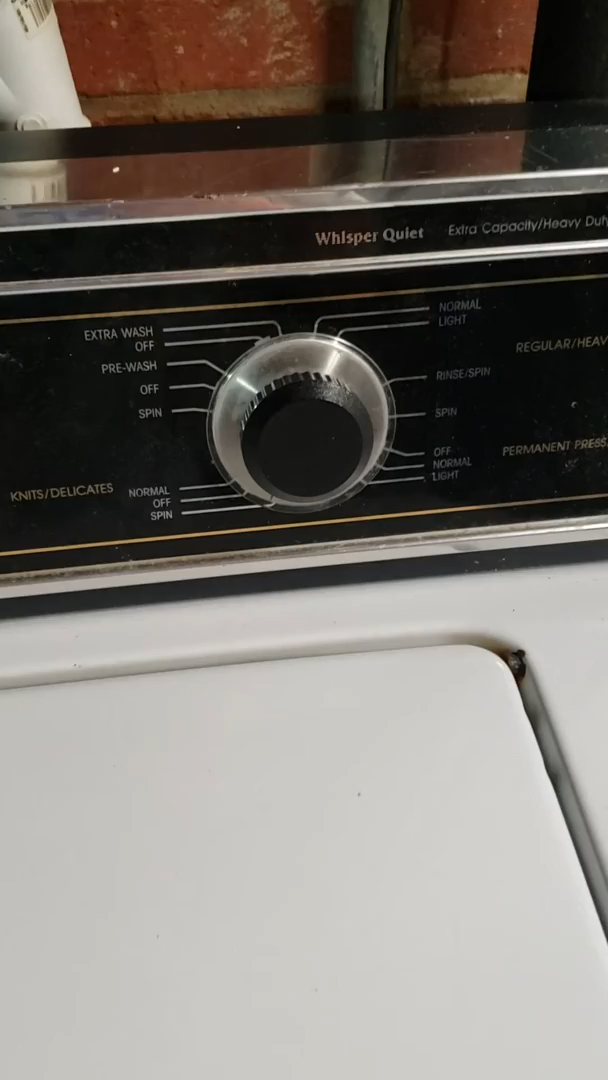 Whisper Quiet Extra Capacity/Heavy Duty
EXTRA WASH
OFF
PRE-WASH
OFF
SPIN
KNITS/DELICATES
NORMAL
OFF
SPIN
NORMAL
LIGHT
REGULAR/HEAV
RINSE/SPIN
SPIN
PERMANENT PRESS
OFF
NORMAL
LIGHT